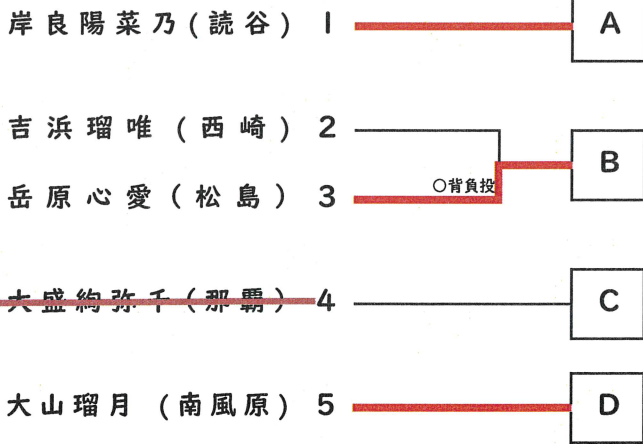 岸良陽菜乃(読谷) 1 A
吉浜瑠唯(西崎) 2
B
○背負投
岳原心愛(松島) 3
大盛絢弥千(那覇) 4 C
大山瑠月(南風原) 5 D